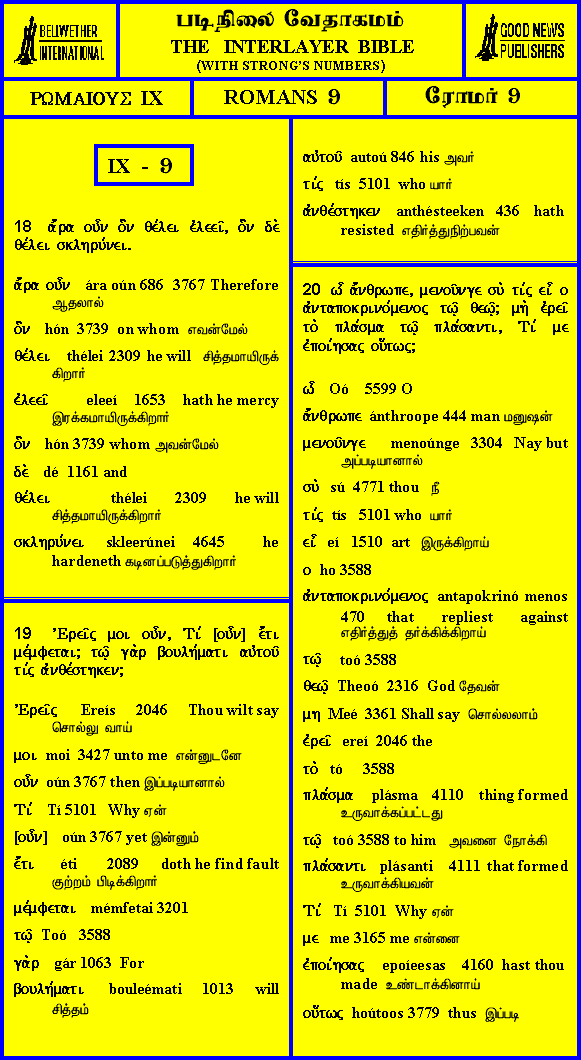 BELLWETHER
INTERNATIONAL
படிநிலை வேதாகமம்
THE INTERLAYER BIBLE
(WITH STRONG'S NUMBERS)
GOOD NEWS
PUBLISHERS
ΡΩΜΑΙΟΥΣ IX
ROMANS 9
ரோமர் 9
IX - 9
18 ἄρα οὖν ὃν θέλει ἐλεεῖ, ὃν δὲ
θέλει σκληρύνει.
ἄρα οὖν ára oún 686 3767 Therefore
ஆதலால்
ὃν hón 3739 on whom எவன்மேல்
θέλει thélei 2309 he will சித்தமாயிருக்
கிறார்
ἐλεεῖ eleeí 1653 hath he mercy
இரக்கமாயிருக்கிறார்
ὃν hón 3739 whom அவன்மேல்
δὲ dé 1161 and
θέλει thélei 2309 he will
சித்தமாயிருக்கிறார்
σκληρύνει skleerúnei 4645 he
hardeneth கடினப்படுத்துகிறார்
19 Ἐρεῖς μοι οὖν, Τί [οὖν] ἔτι
μέμφεται; τῷ γὰρ βουλήματι αὐτοῦ
τίς ἀνθέστηκεν;
Ἐρεῖς Ereís 2046 Thou wilt say
சொல்லு வாய்
μοι moi 3427 unto me என்னுடனே
οὖν oún 3767 then இப்படியானால்
Τί Tí 5101 Why ஏன்
[οὖν] oún 3767 yet இன்னும்
ἔτι éti 2089 doth he find fault
குற்றம் பிடிக்கிறார்
μέμφεται mémfetai 3201
τῷ Toó 3588
γὰρ gár 1063 For
βουλήματι bouleémati 1013 will
சித்தம்
αὐτοῦ autoú 846 his அவர்
τίς tís 5101 who யார்
ἀνθέστηκεν anthésteeken 436 hath
resisted எதிர்த்துநிற்பவன்
20 ὦ ἄνθρωπε, μενοῦνγε σὺ τίς εἶ ο
ἀνταποκρινόμενος τῷ θεῷ; μὴ ἐρεῖ
τὸ πλάσμα τῷ πλάσαντι, Τί με
ἐποίησας οὕτως;
ὦ Oó 5599 O
ἄνθρωπε ánthroope 444 man மனுஷன்
μενοῦνγε menoúnge 3304 Nay but
அப்படியானால்
σὺ sú 4771 thou நீ
τίς tís 5101 who யார்
εἶ eí 1510 art இருக்கிறாய்
ο ho 3588
ἀνταποκρινόμενος antapokrinó menos
470 that repliest against
எதிர்த்துத் தர்க்கிக்கிறாய்
τῷ toó 3588
θεῷ Theoó 2316 God தேவன்
μη Meé 3361 Shall say சொல்லலாம்
ἐρεῖ ereí 2046 the
τὸ tó 3588
πλάσμα plásma 4110 thing formed
உருவாக்கப்பட்டது
τῷ toó 3588 to him அவனை நோக்கி
πλάσαντι plásanti 4111 that formed
உருவாக்கியவன்
Τί Tí 5101 Why ஏன்
με me 3165 me என்னை
ἐποίησας epoíeesas 4160 hast thou
made உண்டாக்கினாய்
οὕτως hoútoos 3779 thus இப்படி